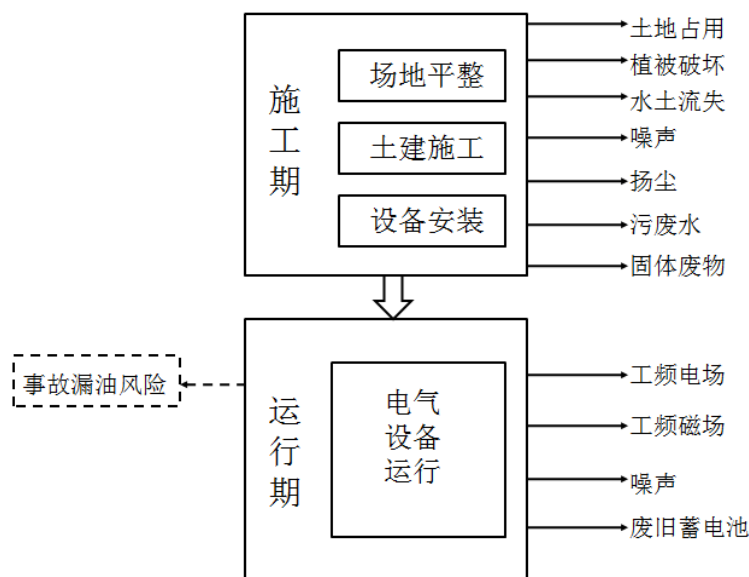 施工期
场地平整
土建施工
设备安装
土地占用
植被破坏
水土流失
噪声
扬尘
污废水
固体废物
事故漏油风险
运行期
电气
设备
运行
工频电场
工频磁场
噪声
废旧蓄电池